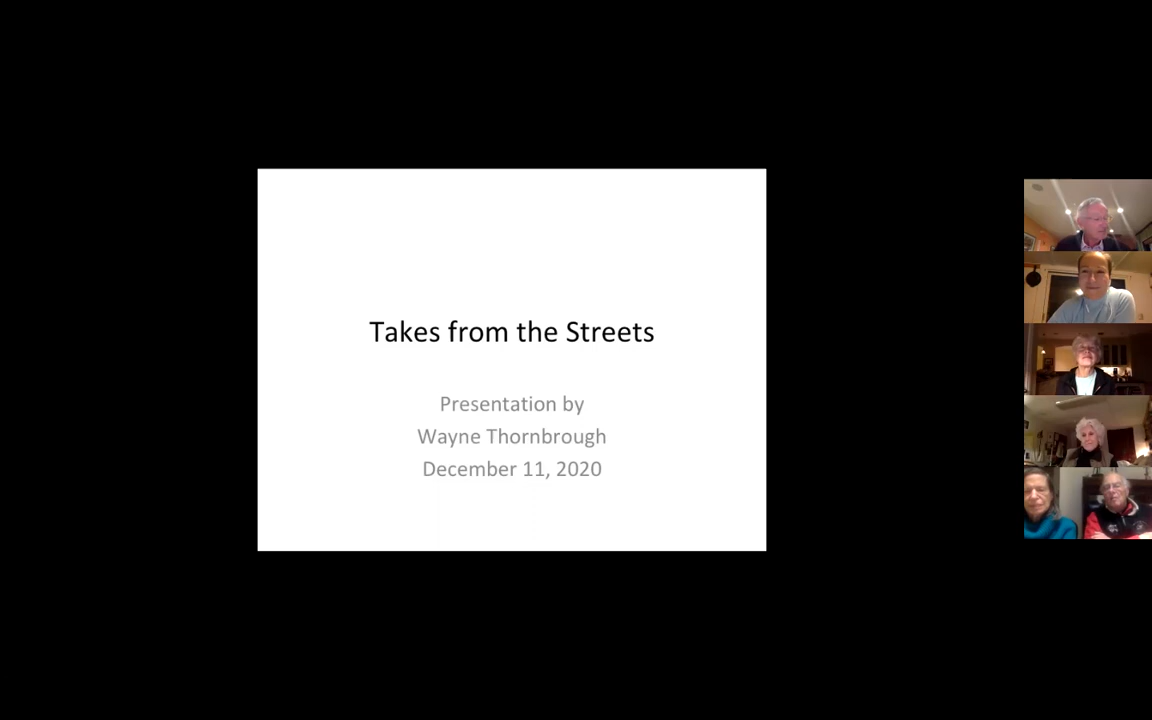 Takes from the Streets
Presentation by
Wayne Thornbrough
December 11, 2020